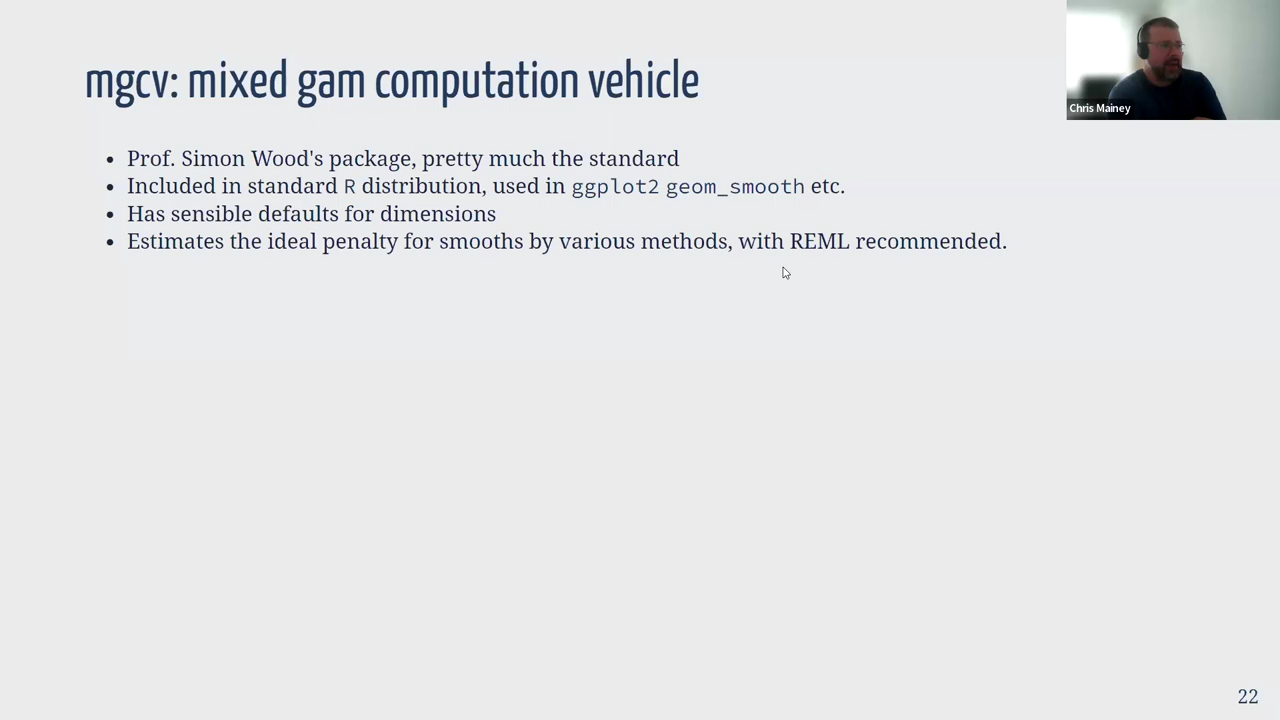 mgcv: mixed gam computation vehicle
Chris Mainey
Prof. Simon Wood's package, pretty much the standard
Included in standard R distribution, used in ggplot2 geom_smooth etc.
Has sensible defaults for dimensions
Estimates the ideal penalty for smooths by various methods, with REML recommended.
22